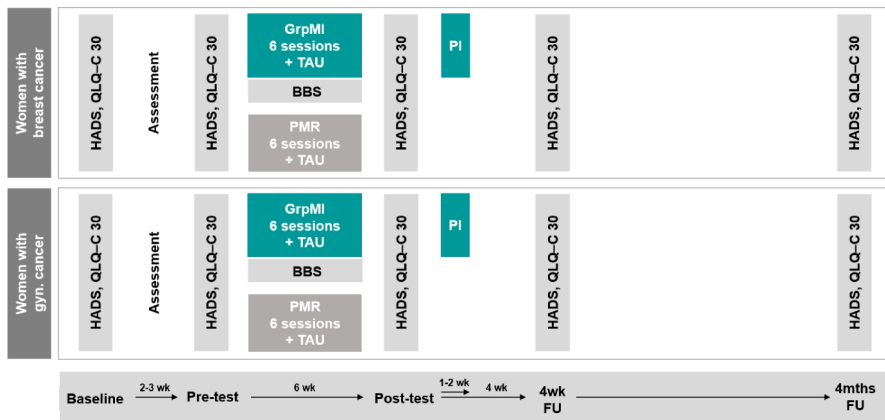 Women with
breast cancer
HADS, QLQ–C 30
Assessment
HADS, QLQ–C 30
GrpMI
6 sessions
+ TAU
BBS
PMR
6 sessions
+ TAU
HADS, QLQ–C 30
PI
HADS, QLQ–C 30
HADS, QLQ–C 30
Women with
gyn. cancer
HADS, QLQ–C 30
Assessment
HADS, QLQ–C 30
GrpMI
6 sessions
+ TAU
BBS
PMR
6 sessions
+ TAU
HADS, QLQ–C 30
PI
HADS, QLQ–C 30
HADS, QLQ–C 30
Baseline
2-3 wk
Pre-test
6 wk
Post-test
1-2 wk
4 wk
4wk
FU
4mths
FU